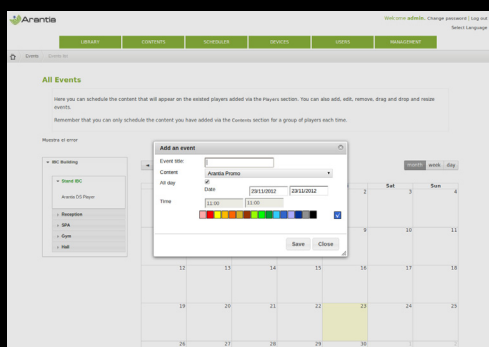 Arantia
Welcome admin. Change password | Log out
Select Language
LIBRARY CONTENTS SCHEDULER DEVICES USERS MANAGEMENT
Events Events list
All Events
Here you can schedule the content that will appear on the existed players added via the Players section. You can also add, edit, remove, drag and drop and resize
events.
Remember that you can only schedule the content you have added via the Contents section for a group of players each time.
Muestra el error
IBC Building
Stand IBC
Arantia DS Player
Reception
SPA
Gym
Hall
month week day
Sat Sun
Add an event
Event title:
Content Arantia Promo
All day
Date 23/11/2012 23/11/2012
Time 11:00 11:00
Save Close
2 3 4
9 10 11
12 13 14 15 16 17 18
19 20 21 22 23 24 25
26 27 28 29 30